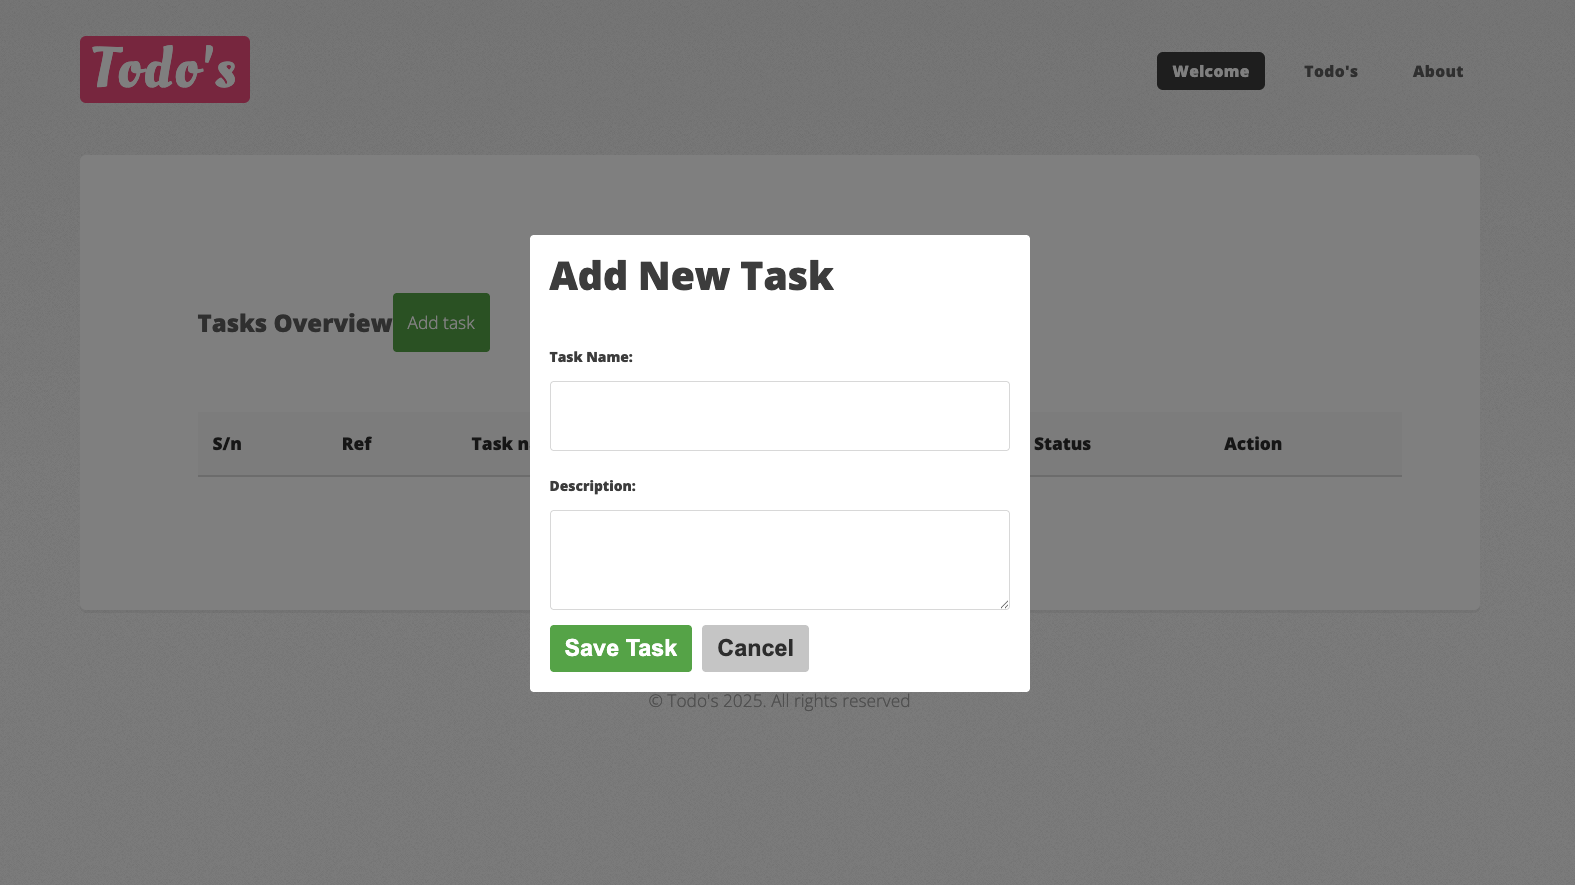 Todo's
Welcome Todo's About
Add New Task
Tasks Overview Add task
Task Name:
S/n Ref Task n Status Action
Description:
Save Task Cancel
© Todo's 2025. All rights reserved